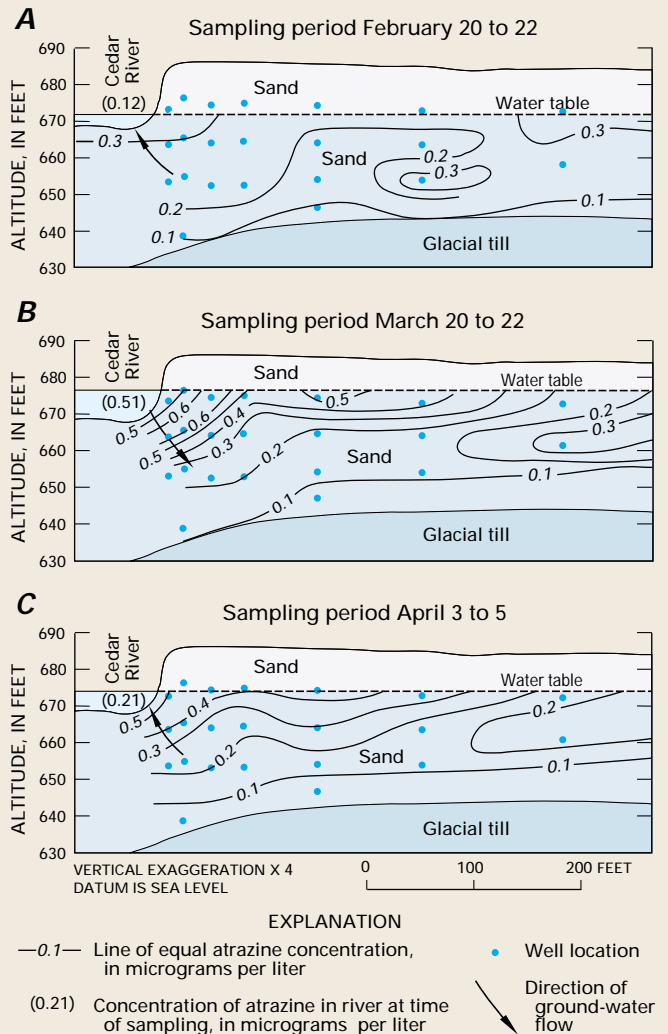 A
Sampling period February 20 to 22
ALTITUDE, IN FEET
690
680
670
660
650
640
630
Cedar
River
(0.12)
Sand
Water table
0.3
0.3
Sand
0.2
0.3
0.2
0.1
0.1
Glacial till
B
Sampling period March 20 to 22
ALTITUDE, IN FEET
690
680
670
660
650
640
630
Cedar
River
(0.51)
Sand
Water table
0.5
0.6
0.6
0.4
0.5
0.5
0.3
0.2
0.2
0.3
Sand
0.1
0.1
Glacial till
C
Sampling period April 3 to 5
ALTITUDE, IN FEET
690
680
670
660
650
640
630
Cedar
River
(0.21)
Sand
Water table
0.5
0.4
0.3
0.2
0.2
Sand
0.1
0.1
Glacial till
VERTICAL EXAGGERATION X 4
DATUM IS SEA LEVEL
0 100 200 FEET
EXPLANATION
0.1 Line of equal atrazine concentration,
in micrograms per liter
(0.21) Concentration of atrazine in river at time
of sampling, in micrograms per liter
Well location
Direction of
ground-water
flow